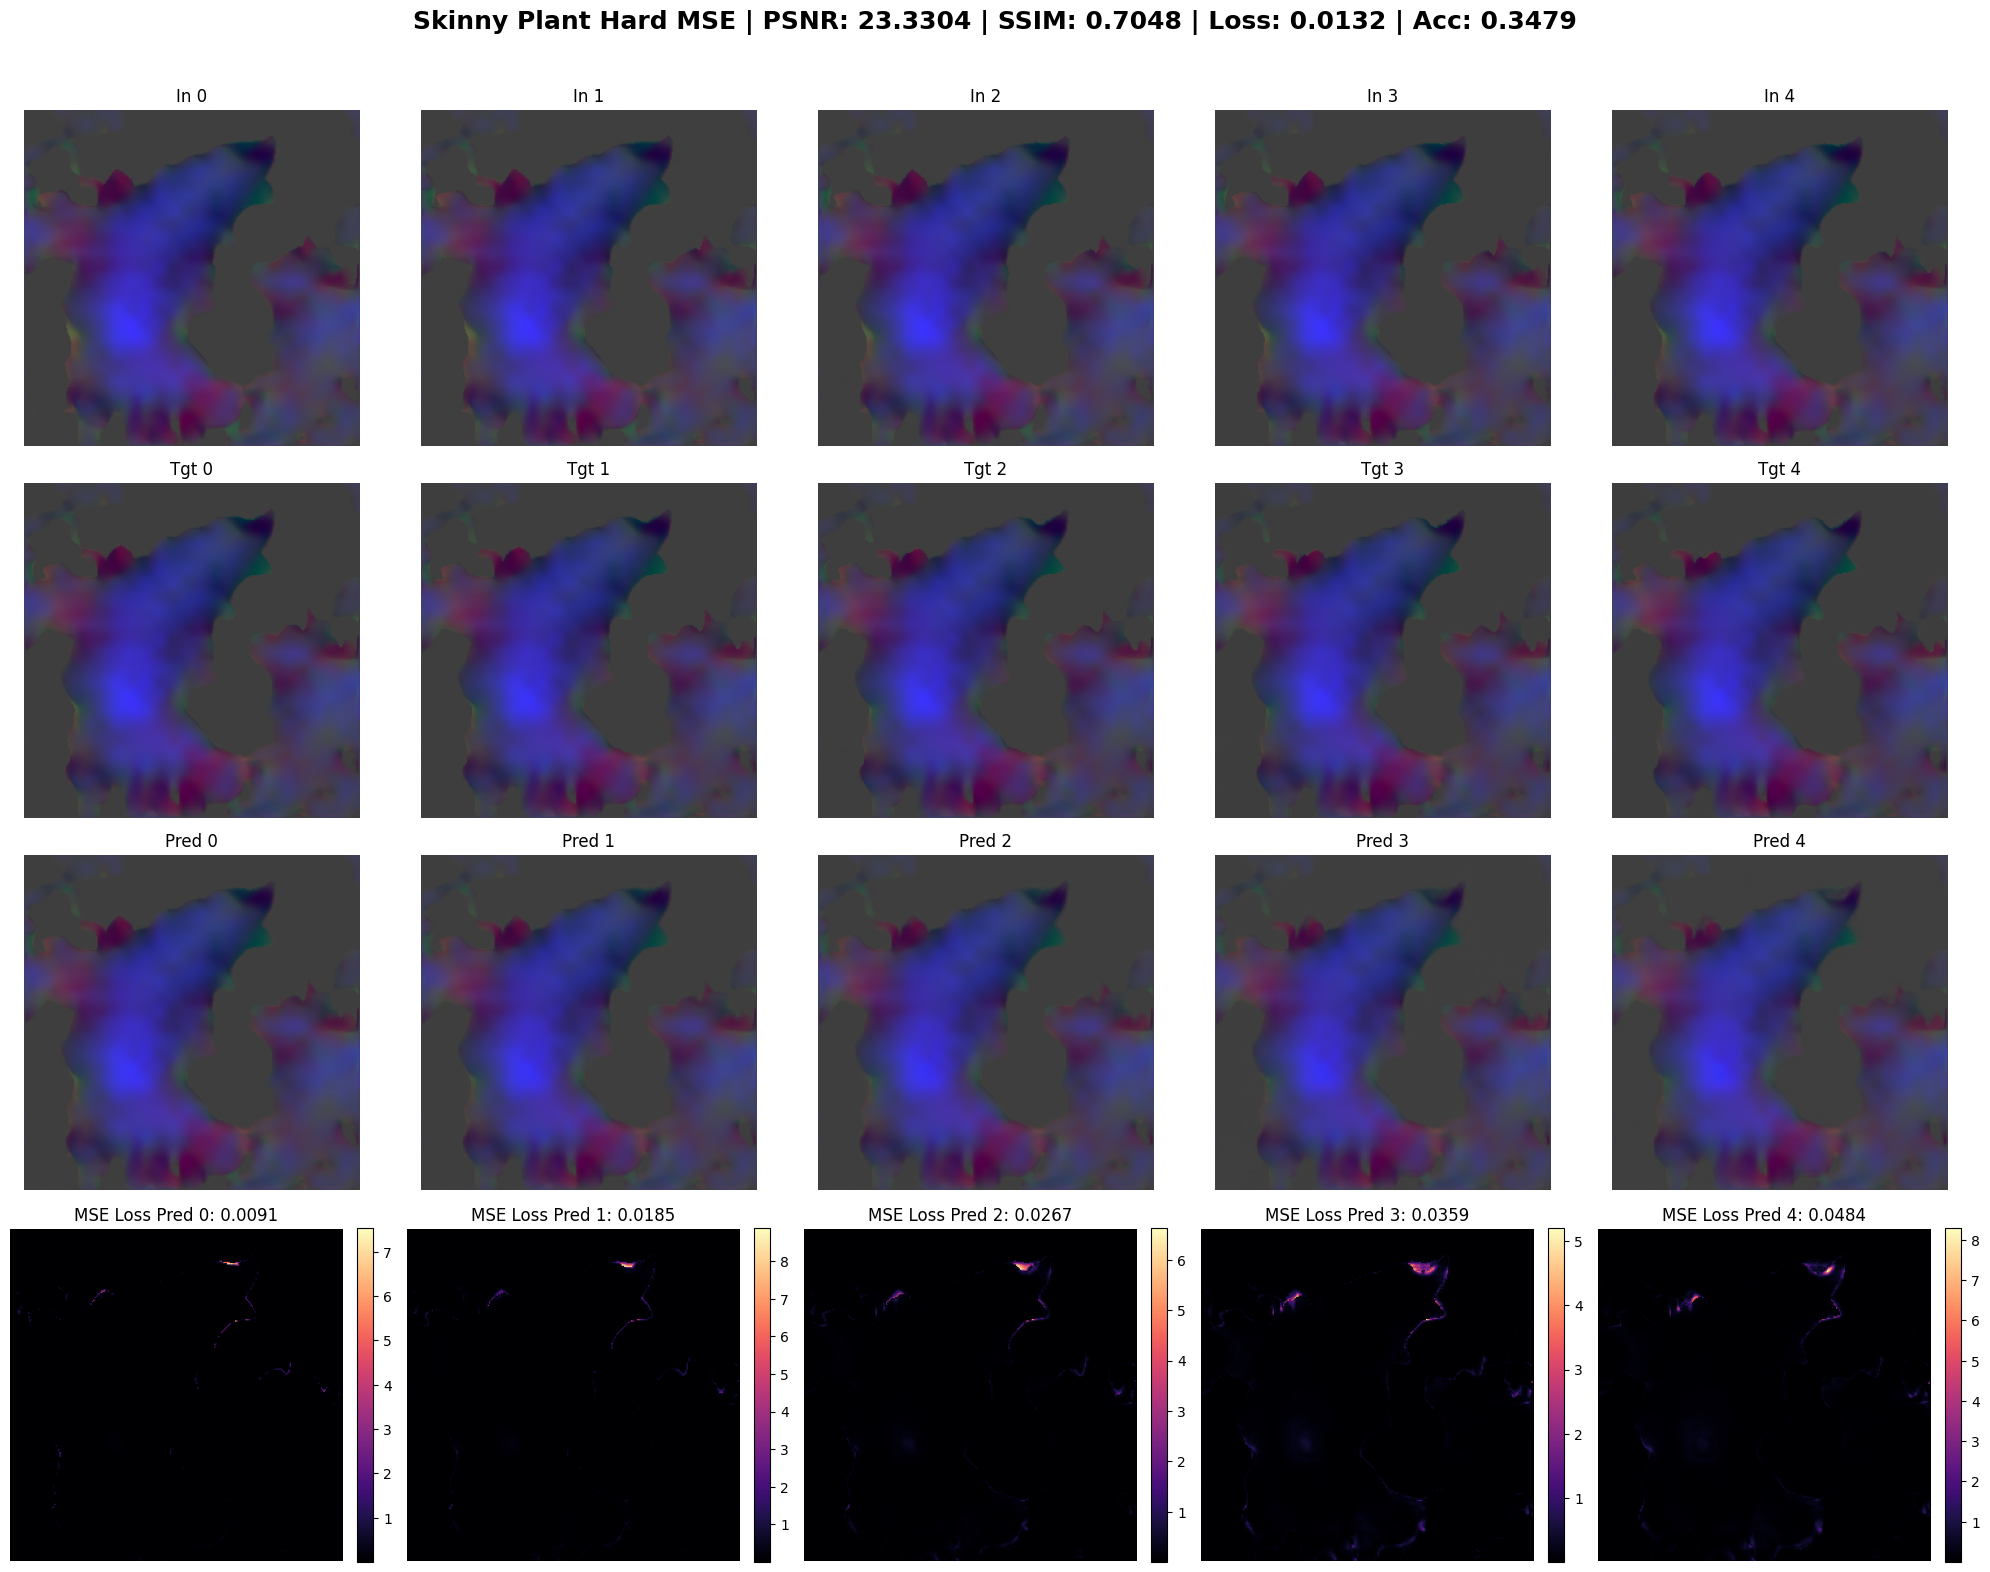 Skinny Plant Hard MSE | PSNR: 23.3304 | SSIM: 0.7048 | Loss: 0.0132 | Acc: 0.3479
In 0
In 1
In 2
In 3
In 4
Tgt 0
Tgt 1
Tgt 2
Tgt 3
Tgt 4
Pred 0
Pred 1
Pred 2
Pred 3
Pred 4
MSE Loss Pred 0: 0.0091
7
6
5
4
3
2
1
MSE Loss Pred 1: 0.0185
8
7
6
5
4
3
2
1
MSE Loss Pred 2: 0.0267
6
5
4
3
2
1
MSE Loss Pred 3: 0.0359
5
4
3
2
1
MSE Loss Pred 4: 0.0484
8
7
6
5
4
3
2
1